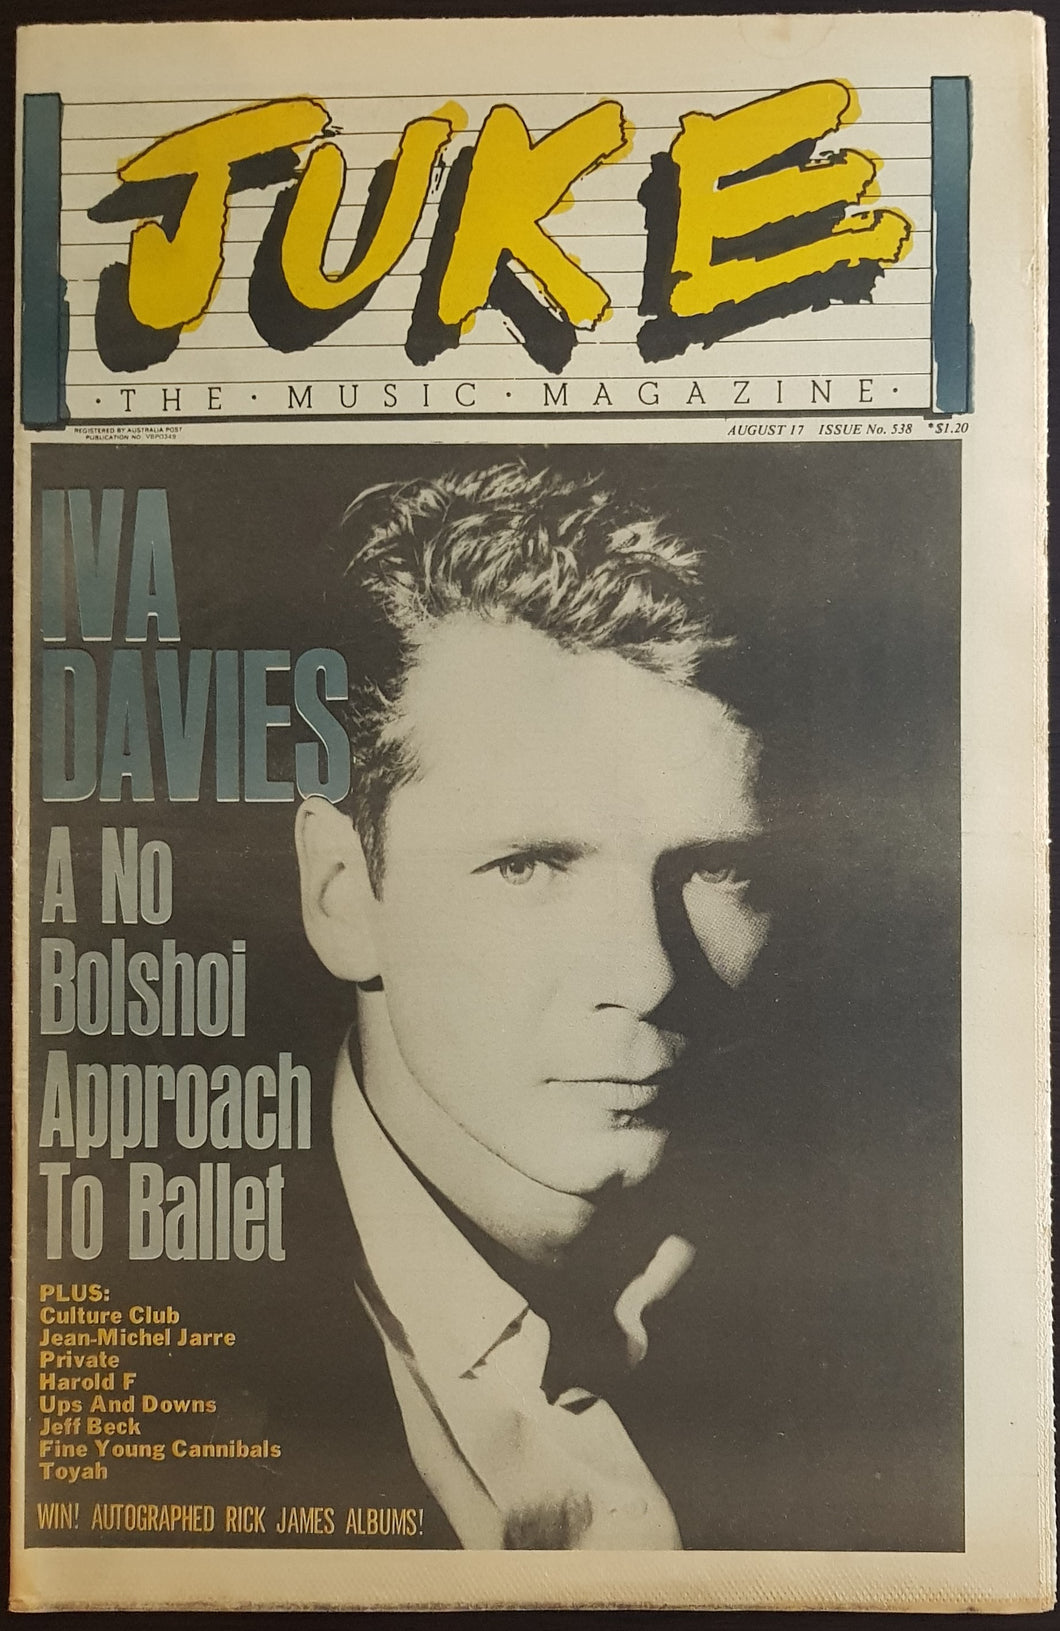 JUKE
·THE·MUSIC·MAGAZINE·
REGISTERED BY AUSTRALIA POST
PUBLICATION NO. VBP0349
AUGUST 17 ISSUE No. 538 *$1.20
IVA
DAVIES
A No
Bolshoi
Approach
To Ballet
PLUS:
Culture Club
Jean-Michel Jarre
Private
Harold F
Ups And Downs
Jeff Beck
Fine Young Cannibals
Toyah
WIN! AUTOGRAPHED RICK JAMES ALBUMS!